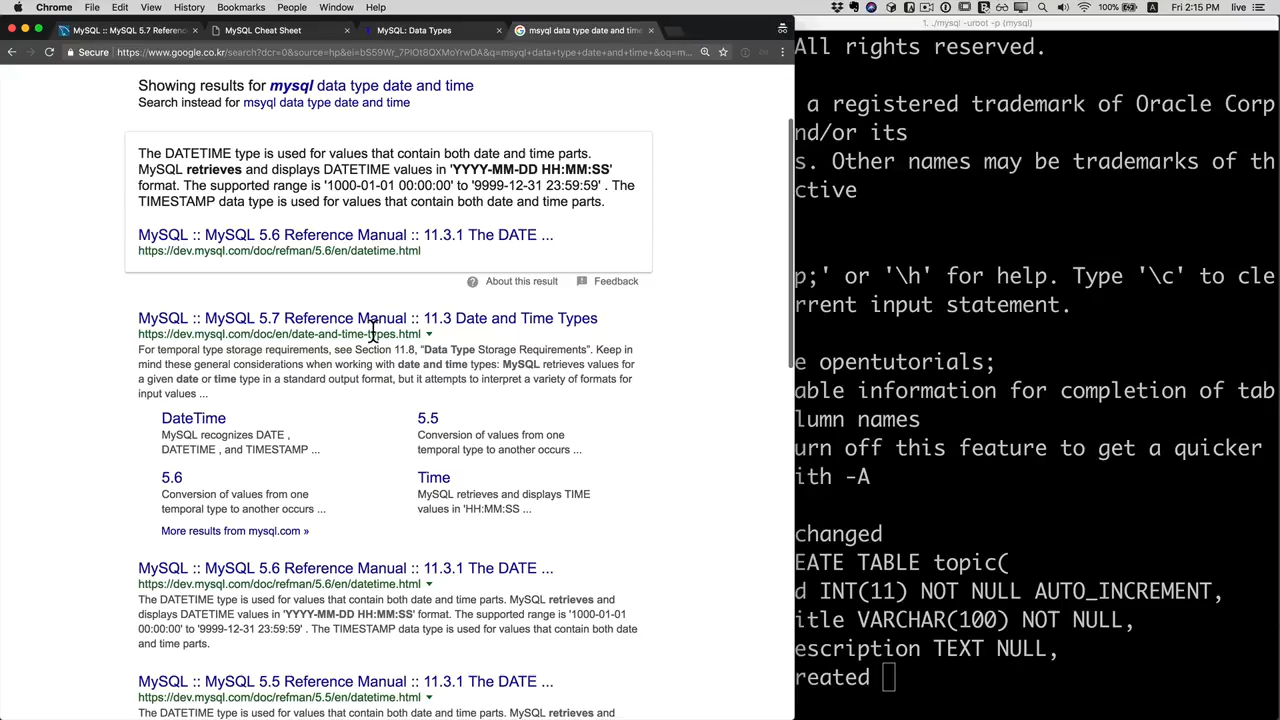 Chrome File Edit View History Bookmarks People Window Help
100% Fri 2:15 PM live
MySQL :: MySQL 5.7 Referenc
MySQL Cheat Sheet
MySQL: Data Types
msyql data type date and time
1. ./mysql -uroot -p (mysql)
Secure
Showing results for mysql data type date and time
Search instead for msyql data type date and time
The DATETIME type is used for values that contain both date and time parts.
MySQL retrieves and displays DATETIME values in 'YYYY-MM-DD HH:MM:SS'
format. The supported range is '1000-01-01 00:00:00' to '9999-12-31 23:59:59' . The
TIMESTAMP data type is used for values that contain both date and time parts.
MySQL :: MySQL 5.6 Reference Manual :: 11.3.1 The DATE ...
https://dev.mysql.com/doc/refman/5.6/en/datetime.html
About this result Feedback
MySQL :: MySQL 5.7 Reference Manual :: 11.3 Date and Time Types
https://dev.mysql.com/doc/en/date-and-time-types.html
For temporal type storage requirements, see Section 11.8, “Data Type Storage Requirements”. Keep in
mind these general considerations when working with date and time types: MySQL retrieves values for
a given date or time type in a standard output format, but it attempts to interpret a variety of formats for
input values ...
DateTime
MySQL recognizes DATE ,
DATETIME , and TIMESTAMP ...
5.5
Conversion of values from one
temporal type to another occurs ...
5.6
Conversion of values from one
temporal type to another occurs ...
Time
MySQL retrieves and displays TIME
values in 'HH:MM:SS ...
More results from mysql.com »
MySQL :: MySQL 5.6 Reference Manual :: 11.3.1 The DATE ...
https://dev.mysql.com/doc/refman/5.6/en/datetime.html
The DATETIME type is used for values that contain both date and time parts. MySQL retrieves and
displays DATETIME values in 'YYYY-MM-DD HH:MM:SS' format. The supported range is '1000-01-01
00:00:00' to '9999-12-31 23:59:59' . The TIMESTAMP data type is used for values that contain both date
and time parts.
MySQL :: MySQL 5.5 Reference Manual :: 11.3.1 The DATE ...
https://dev.mysql.com/doc/refman/5.5/en/datetime.html
The DATETIME type is used for values that contain both date and time parts. MySQL retrieves and
All rights reserved.
a registered trademark of Oracle Corp
nd/or its
s. Other names may be trademarks of th
ctive
p;' or '\h' for help. Type '\c' to cle
rrent input statement.
e opentutorials;
able information for completion of tab
lumn names
urn off this feature to get a quicker
ith -A
changed
EATE TABLE topic(
d INT(11) NOT NULL AUTO_INCREMENT,
itle VARCHAR(100) NOT NULL,
escription TEXT NULL,
reated